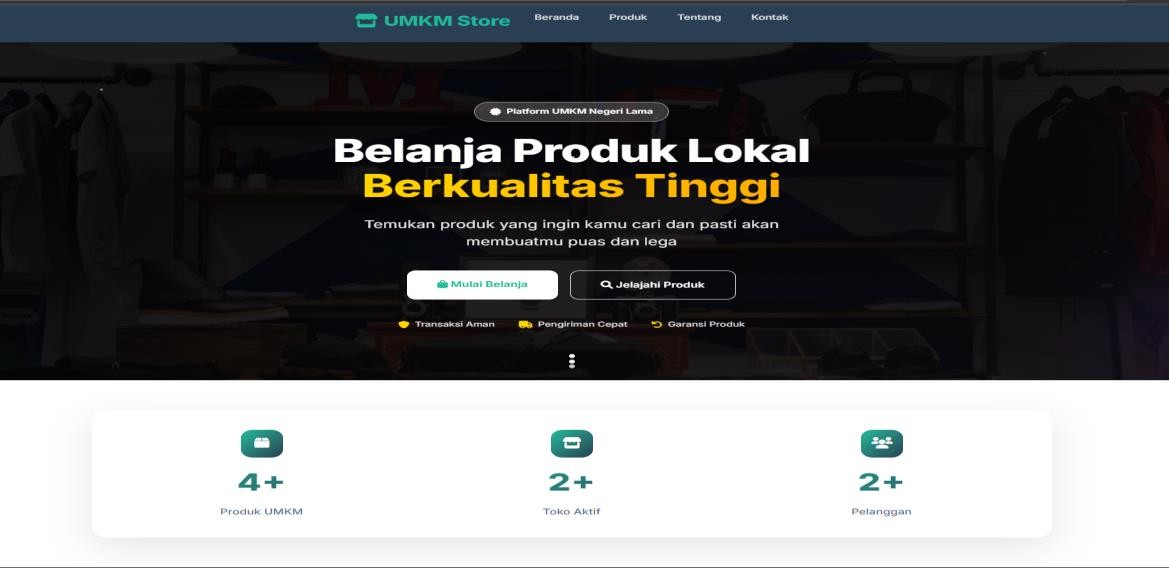 UMKM Store Beranda Produk Tentang Kontak
Platform UMKM Negeri Lama
Belanja Produk Lokal
Berkualitas Tinggi
Temukan produk yang ingin kamu cari dan pasti akan
membuatmu puas dan lega
Mulai Belanja Jelajahi Produk
Transaksi Aman Pengiriman Cepat Garansi Produk
4+ 2+ 2+
Produk UMKM Toko Aktif Pelanggan